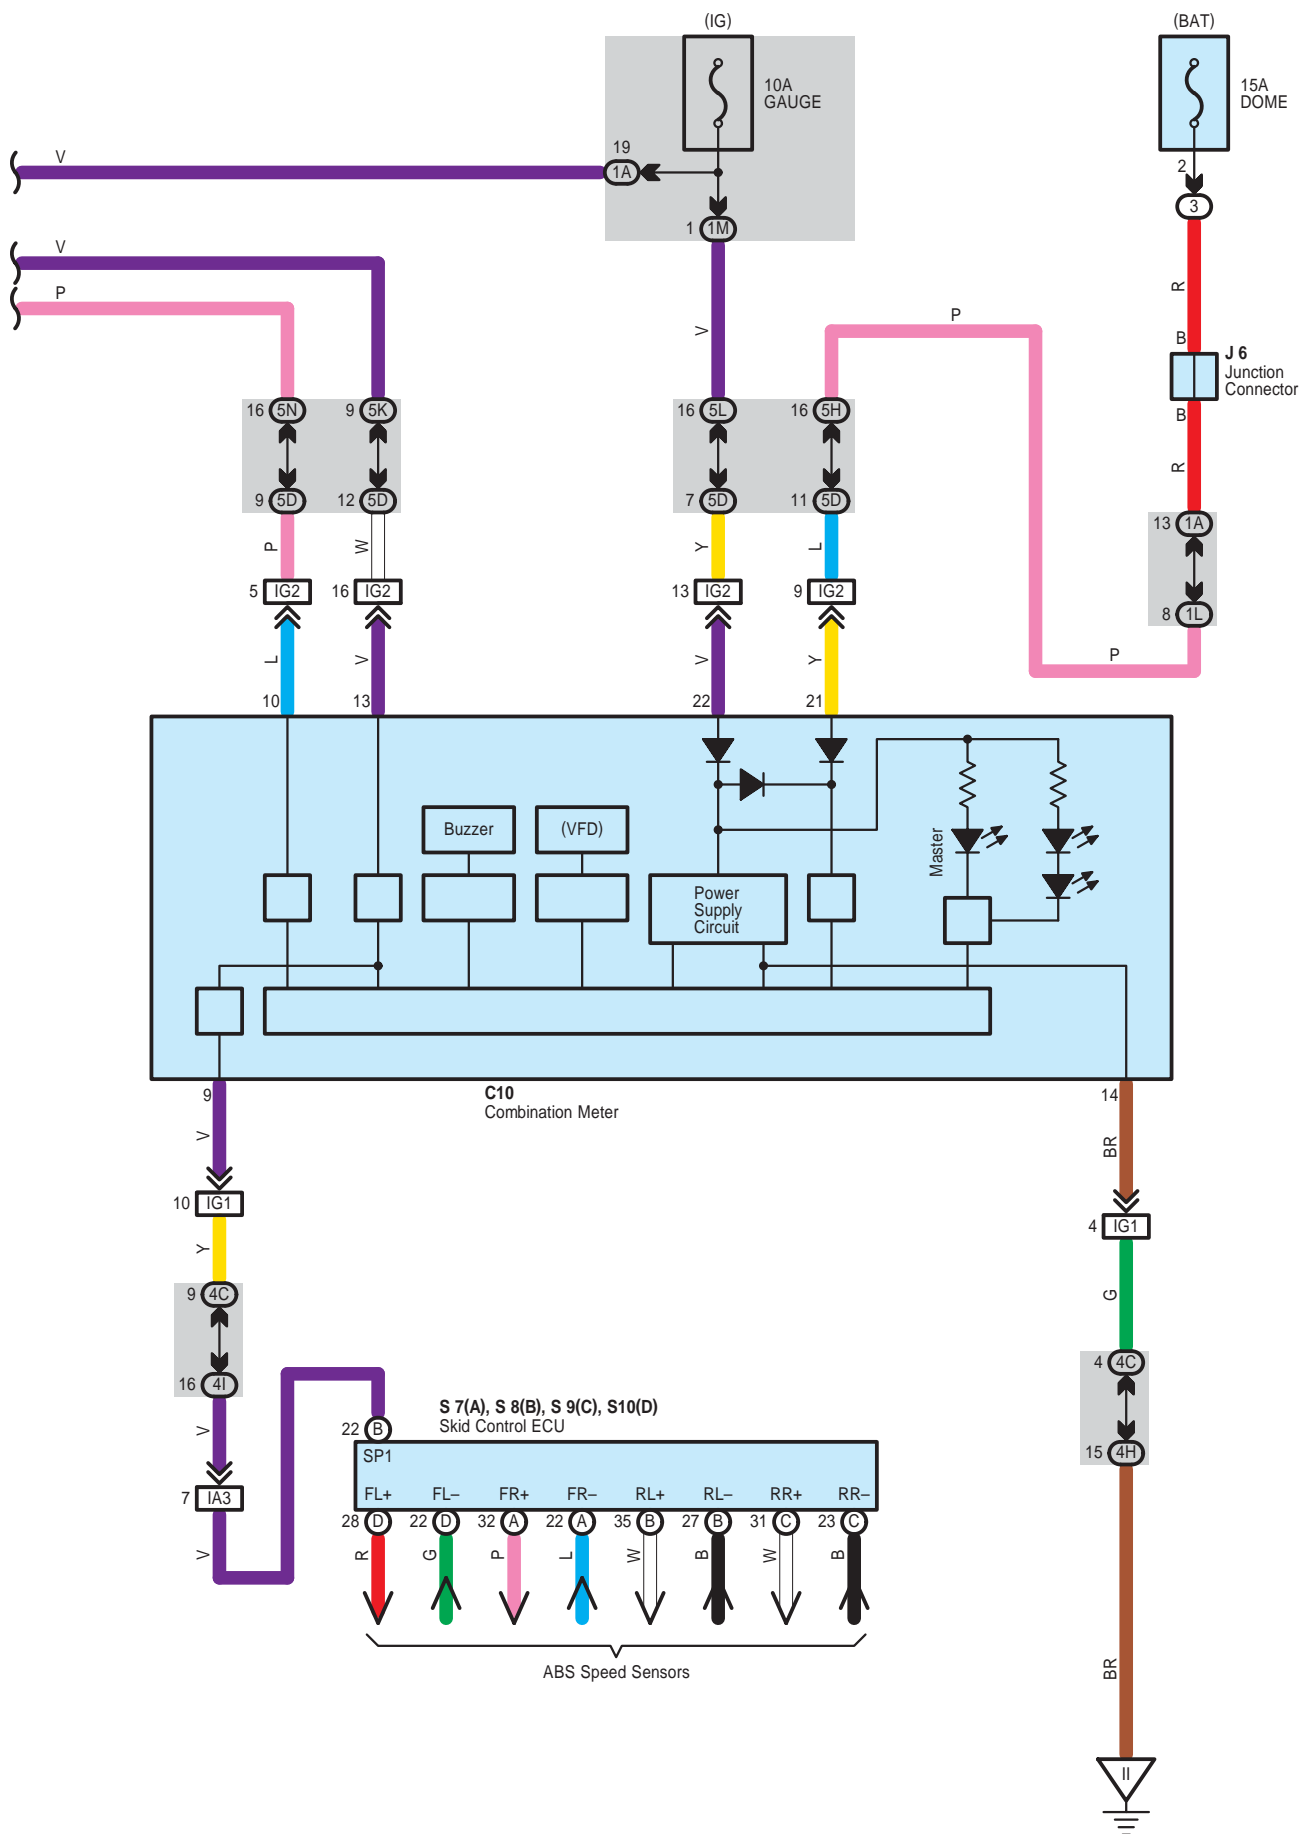 (IG)
(BAT)
10A
GAUGE
15A
DOME
V
19
1A
2
3
1 1M
V
P
V
P
R
B
J 6
Junction
Connector
B
R
16 5N
9 5K
16 5L
16 5H
9 5D
12 5D
7 5D
11 5D
13 1A
8 1L
P
W
Y
L
5 IG2
16 IG2
13 IG2
9 IG2
L
V
V
Y
P
10
13
22
21
Buzzer
(VFD)
Master
Power
Supply
Circuit
9
C10
Combination Meter
14
V
BR
10 IG1
4 IG1
Y
G
9 4C
16 4I
4 4C
15 4H
V
7 IA3
V
S 7(A), S 8(B), S 9(C), S10(D)
Skid Control ECU
22 B
SP1
FL+ FL– FR+ FR– RL+ RL– RR+ RR–
28 D 22 D 32 A 22 A 35 B 27 B 31 C 23 C
R G P L W B W B
ABS Speed Sensors
BR
II